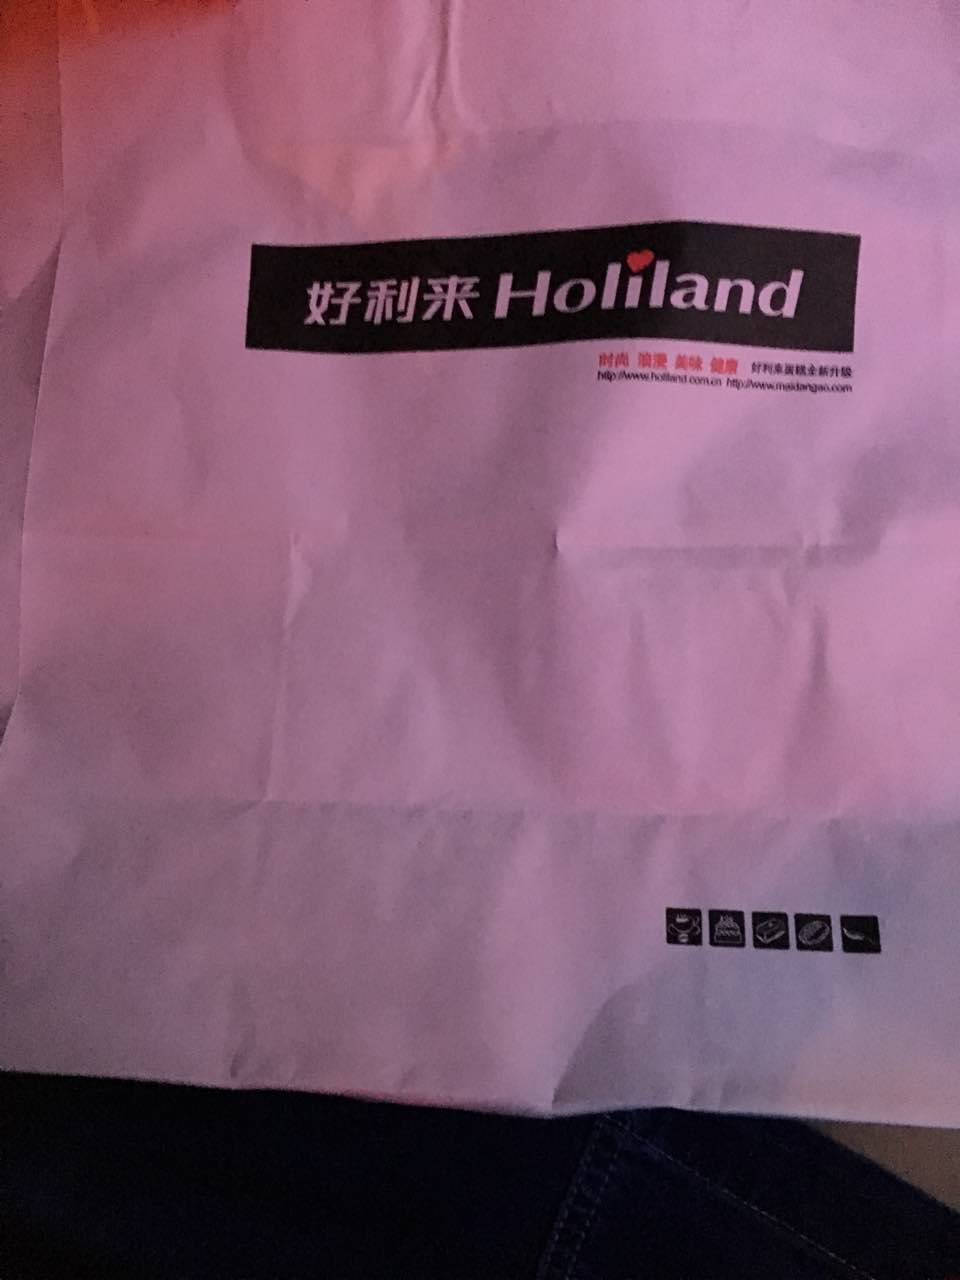 好利来 Holiland
时尚 浪漫 美味 健康 好利来蛋糕全新升级
http://www.holiland.com.cn http://www.maidangao.com